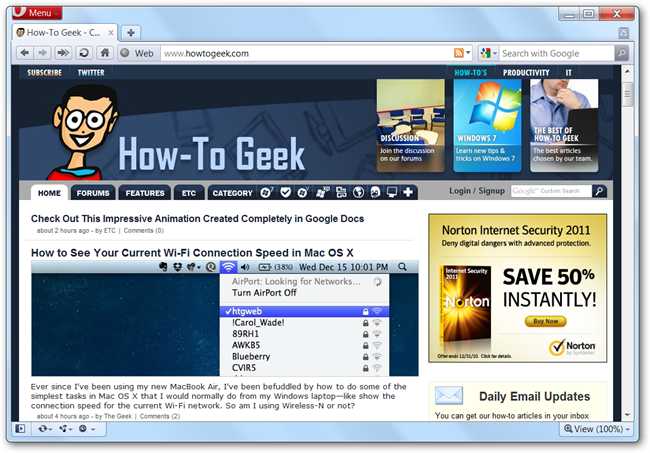 Menu
How-To Geek - C...
Web www.howtogeek.com
Search with Google
SUBSCRIBE TWITTER
HOW-TO'S PRODUCTIVITY IT
How-To Geek
DISCUSSION
Join the discussion
on our forums
WINDOWS 7
Learn new tips &
tricks on Windows 7
THE BEST OF
HOW-TO GEEK
The best articles
chosen by our team.
HOME FORUMS FEATURES ETC CATEGORY
Login / Signup
Google™ Custom Search
Check Out This Impressive Animation Created Completely in Google Docs
about 2 hours ago - by ETC | Comments (0)
How to See Your Current Wi-Fi Connection Speed in Mac OS X
(38%) Wed Dec 15 10:01 PM
AirPort: Looking for Networks...
Turn AirPort Off
✓htgweb
!Carol_Wade!
89RH1
AWKB5
Blueberry
CVIR5
Ever since I've been using my new MacBook Air, I've been befuddled by how to do some of the
simplest tasks in Mac OS X that I would normally do from my Windows laptop—like show the
connection speed for the current Wi-Fi network. So am I using Wireless-N or not?
about 4 hours ago - by The Geek | Comments (2)
Norton Internet Security 2011
Deny digital dangers with advanced protection.
Internet Security
2011
Norton
SAVE 50%
INSTANTLY!
Buy Now
Offer ends 12/31/10. Click for details.
Norton
by Symantec
Daily Email Updates
You can get our how-to articles in your inbox
View (100%)